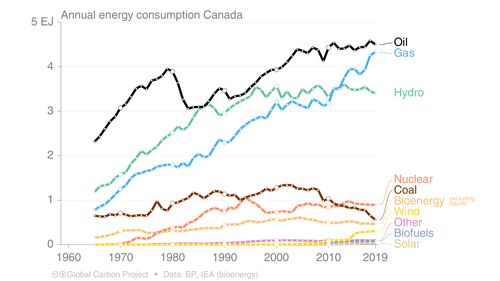 Annual energy consumption Canada
5 EJ
4
3
2
1
0
1960
1970
1980
1990
2000
2010
2019
Oil
Gas
Hydro
Nuclear
Coal
Bioenergy excluding liquids
Wind
Other
Biofuels
Solar
Global Carbon Project • Data: BP, IEA (bioenergy)